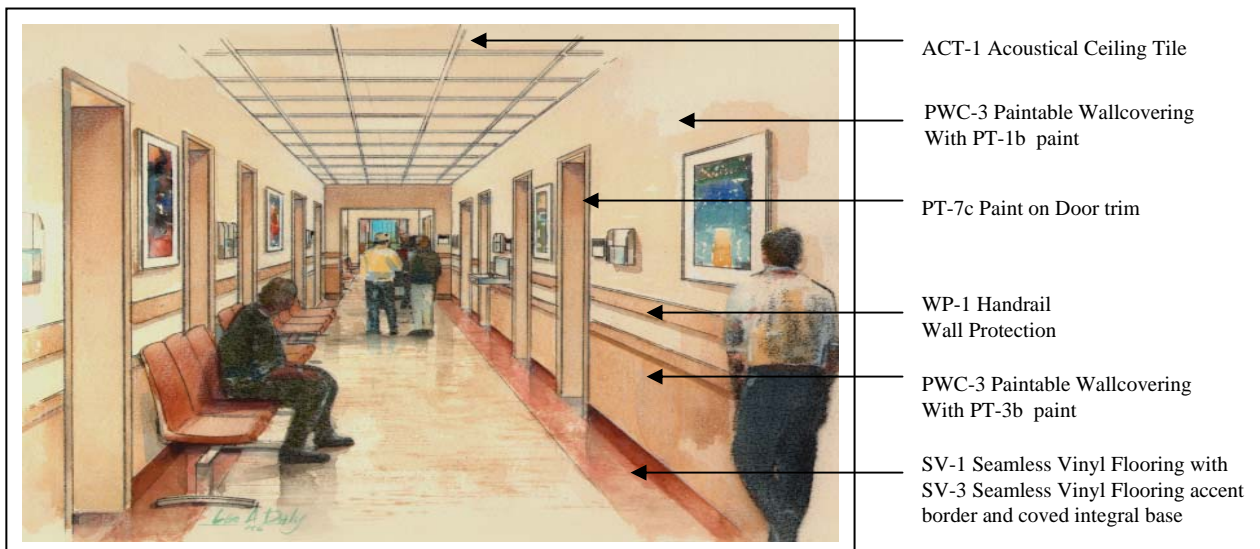 ACT-1 Acoustical Ceiling Tile
PWC-3 Paintable Wallcovering
With PT-1b paint
PT-7c Paint on Door trim
WP-1 Handrail
Wall Protection
PWC-3 Paintable Wallcovering
With PT-3b paint
SV-1 Seamless Vinyl Flooring with
SV-3 Seamless Vinyl Flooring accent
border and coved integral base
Leo A Daly